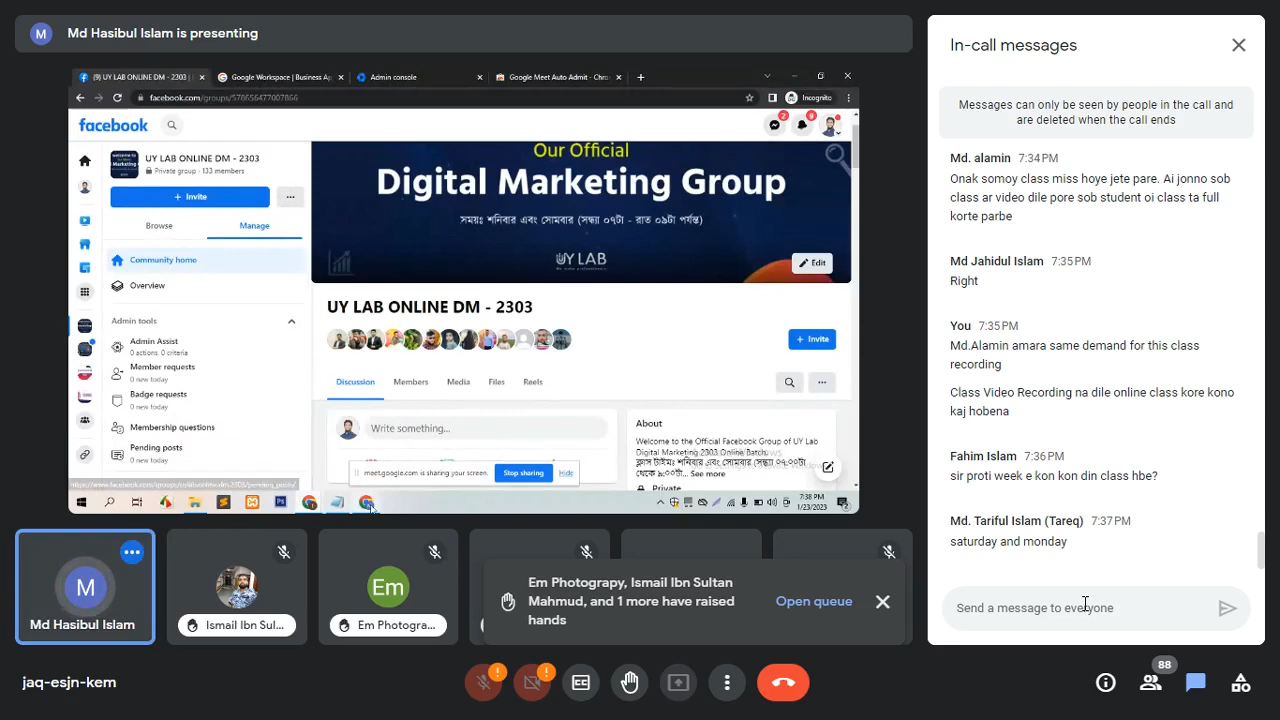 M Md Hasibul Islam is presenting
(9) UY LAB ONLINE DM - 2303 |
Google Workspace | Business Ap
Admin console
Google Meet Auto Admit - Chro
facebook.com/groups/578656477007866
Incognito
facebook
2
9
UY LAB ONLINE DM - 2303
Private group · 133 members
+ Invite
...
Browse
Manage
Community home
Overview
Admin tools
Admin Assist
0 actions, 0 criteria
Member requests
0 new today
Badge requests
0 new today
Membership questions
Pending posts
0 new today
Our Official
Digital Marketing Group
সময়ঃ শনিবার এবং সোমবার (সন্ধ্যা ০৭টা - রাত ০৯টা পর্যন্ত)
UY LAB
Edit
UY LAB ONLINE DM - 2303
+ Invite
Discussion
Members
Media
Files
Reels
...
Write something...
About
Welcome to the Official Facebook Group of UY Lab
Digital Marketing 2303 Online Batch.
See more
Private
meet.google.com is sharing your screen.
Stop sharing
Hide
7:38 PM
1/23/2023
M
Md Hasibul Islam
Ismail Ibn Sul...
Em
Em Photogra...
Em Photograpy, Ismail Ibn Sultan
Mahmud, and 1 more have raised
hands
Open queue
jaq-esjn-kem
88
In-call messages
Messages can only be seen by people in the call and
are deleted when the call ends
Md. alamin 7:34 PM
Onak somoy class miss hoye jete pare. Ai jonno sob
class ar video dile pore sob student oi class ta full
korte parbe
Md Jahidul Islam 7:35 PM
Right
You 7:35 PM
Md.Alamin amara same demand for this class
recording
Class Video Recording na dile online class kore kono
kaj hobena
Fahim Islam 7:36 PM
sir proti week e kon kon din class hbe?
Md. Tariful Islam (Tareq) 7:37 PM
saturday and monday
Send a message to everyone